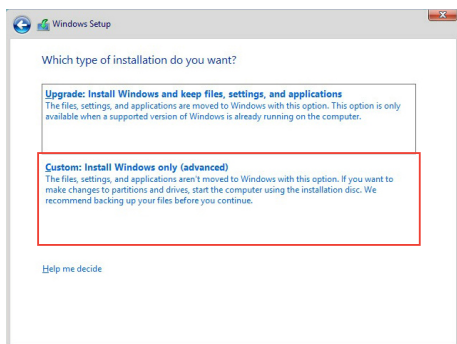 Windows Setup
Which type of installation do you want?
Upgrade: Install Windows and keep files, settings, and applications
The files, settings, and applications are moved to Windows with this option. This option is only
available when a supported version of Windows is already running on the computer.
Custom: Install Windows only (advanced)
The files, settings, and applications aren't moved to Windows with this option. If you want to
make changes to partitions and drives, start the computer using the installation disc. We
recommend backing up your files before you continue.
Help me decide